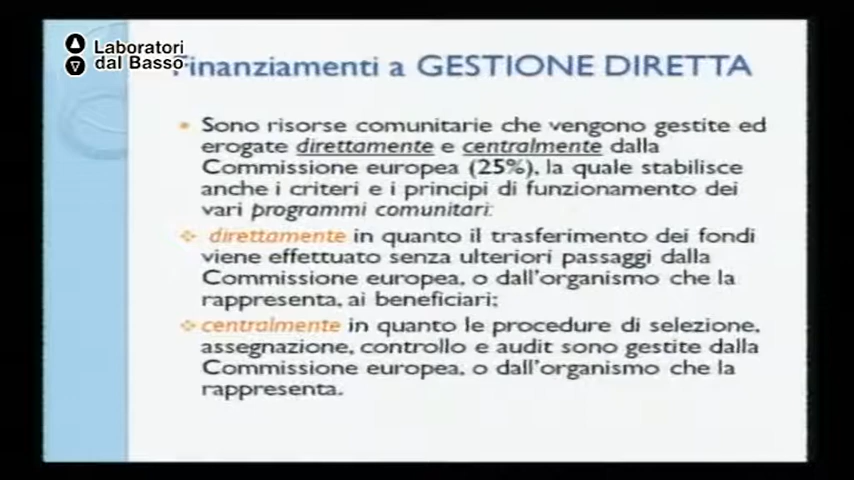 Laboratori
dal Basso
Finanziamenti a GESTIONE DIRETTA
Sono risorse comunitarie che vengono gestite ed
erogate direttamente e centralmente dalla
Commissione europea (25%), la quale stabilisce
anche i criteri e i principi di funzionamento dei
vari programmi comunitari:
direttamente in quanto il trasferimento dei fondi
viene effettuato senza ulteriori passaggi dalla
Commissione europea, o dall'organismo che la
rappresenta, ai beneficiari;
centralmente in quanto le procedure di selezione,
assegnazione, controllo e audit sono gestite dalla
Commissione europea, o dall'organismo che la
rappresenta.